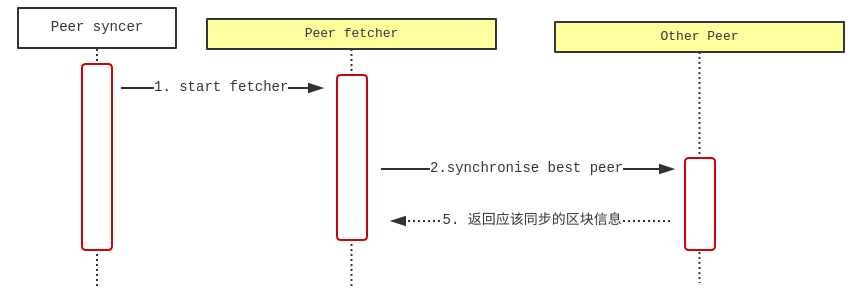 Peer syncer
Peer fetcher
Other Peer
1. start fetcher
2.synchronise best peer
5. 返回应该同步的区块信息